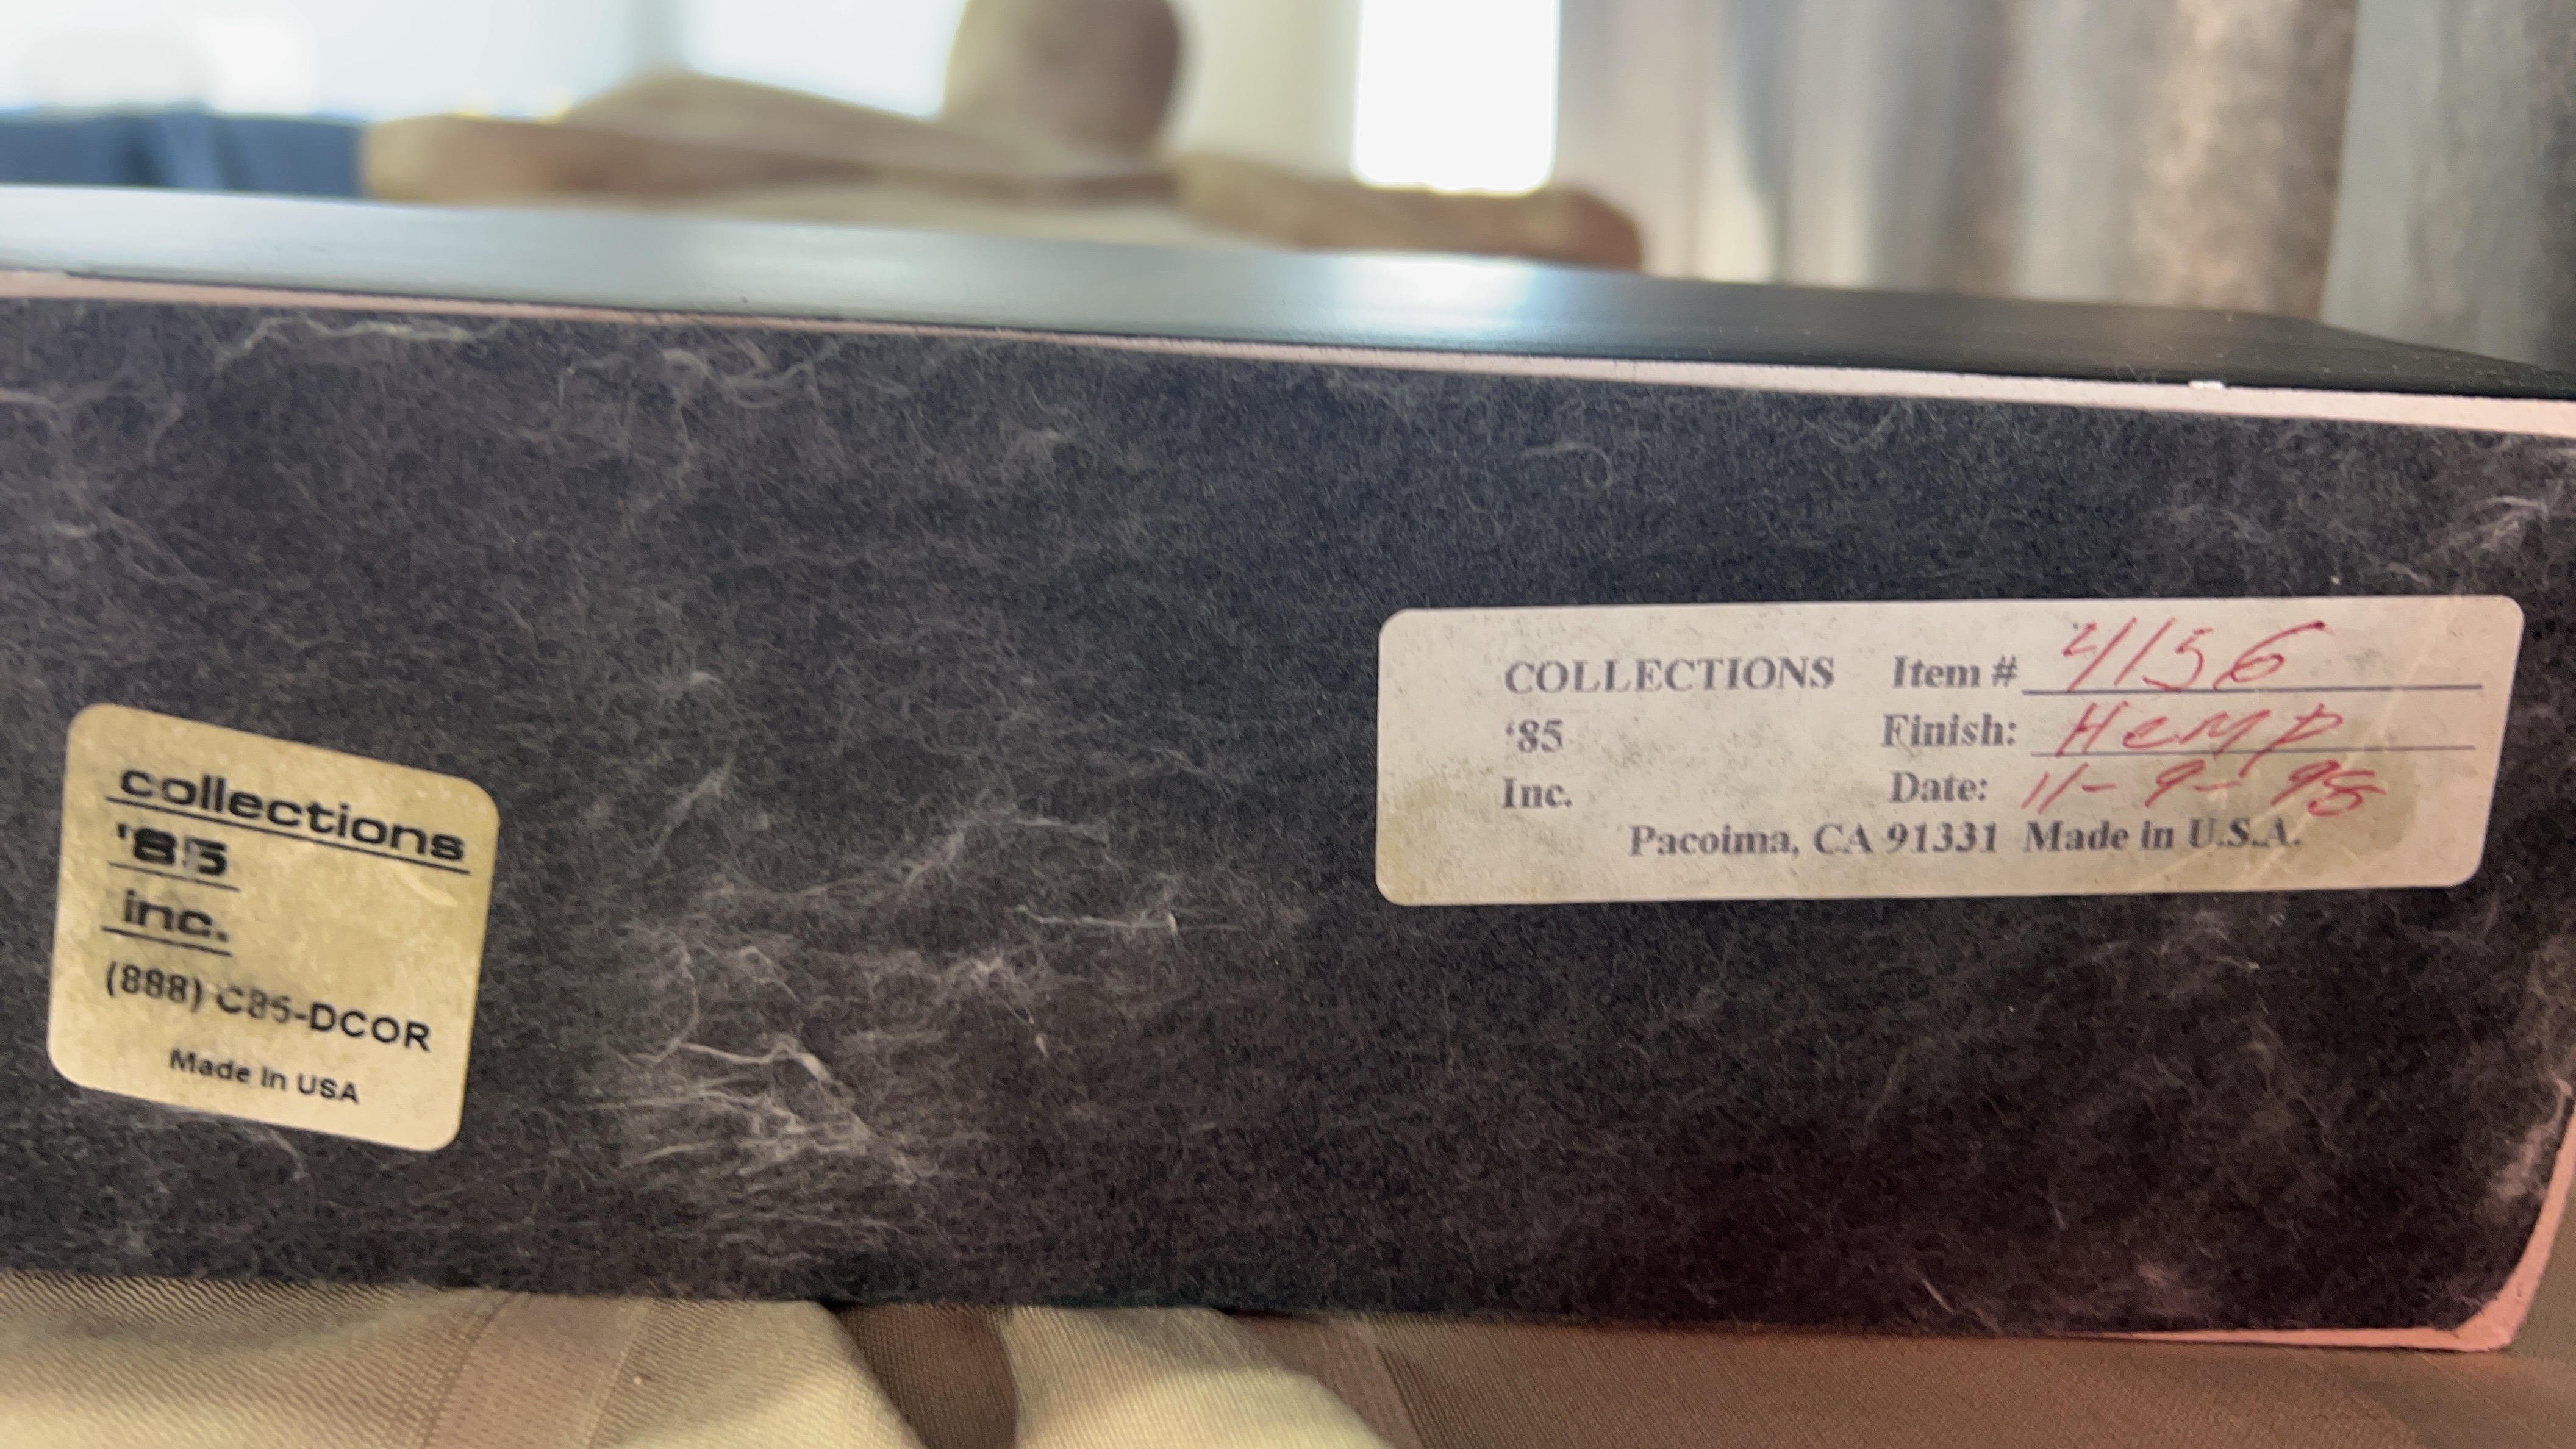 collections
'85
inc.
(888) C85-DCOR
Made In USA
COLLECTIONS Item # 4156
'85 Finish: Hemp
Inc. Date: 11-9-95
Pacoima, CA 91331 Made in U.S.A.